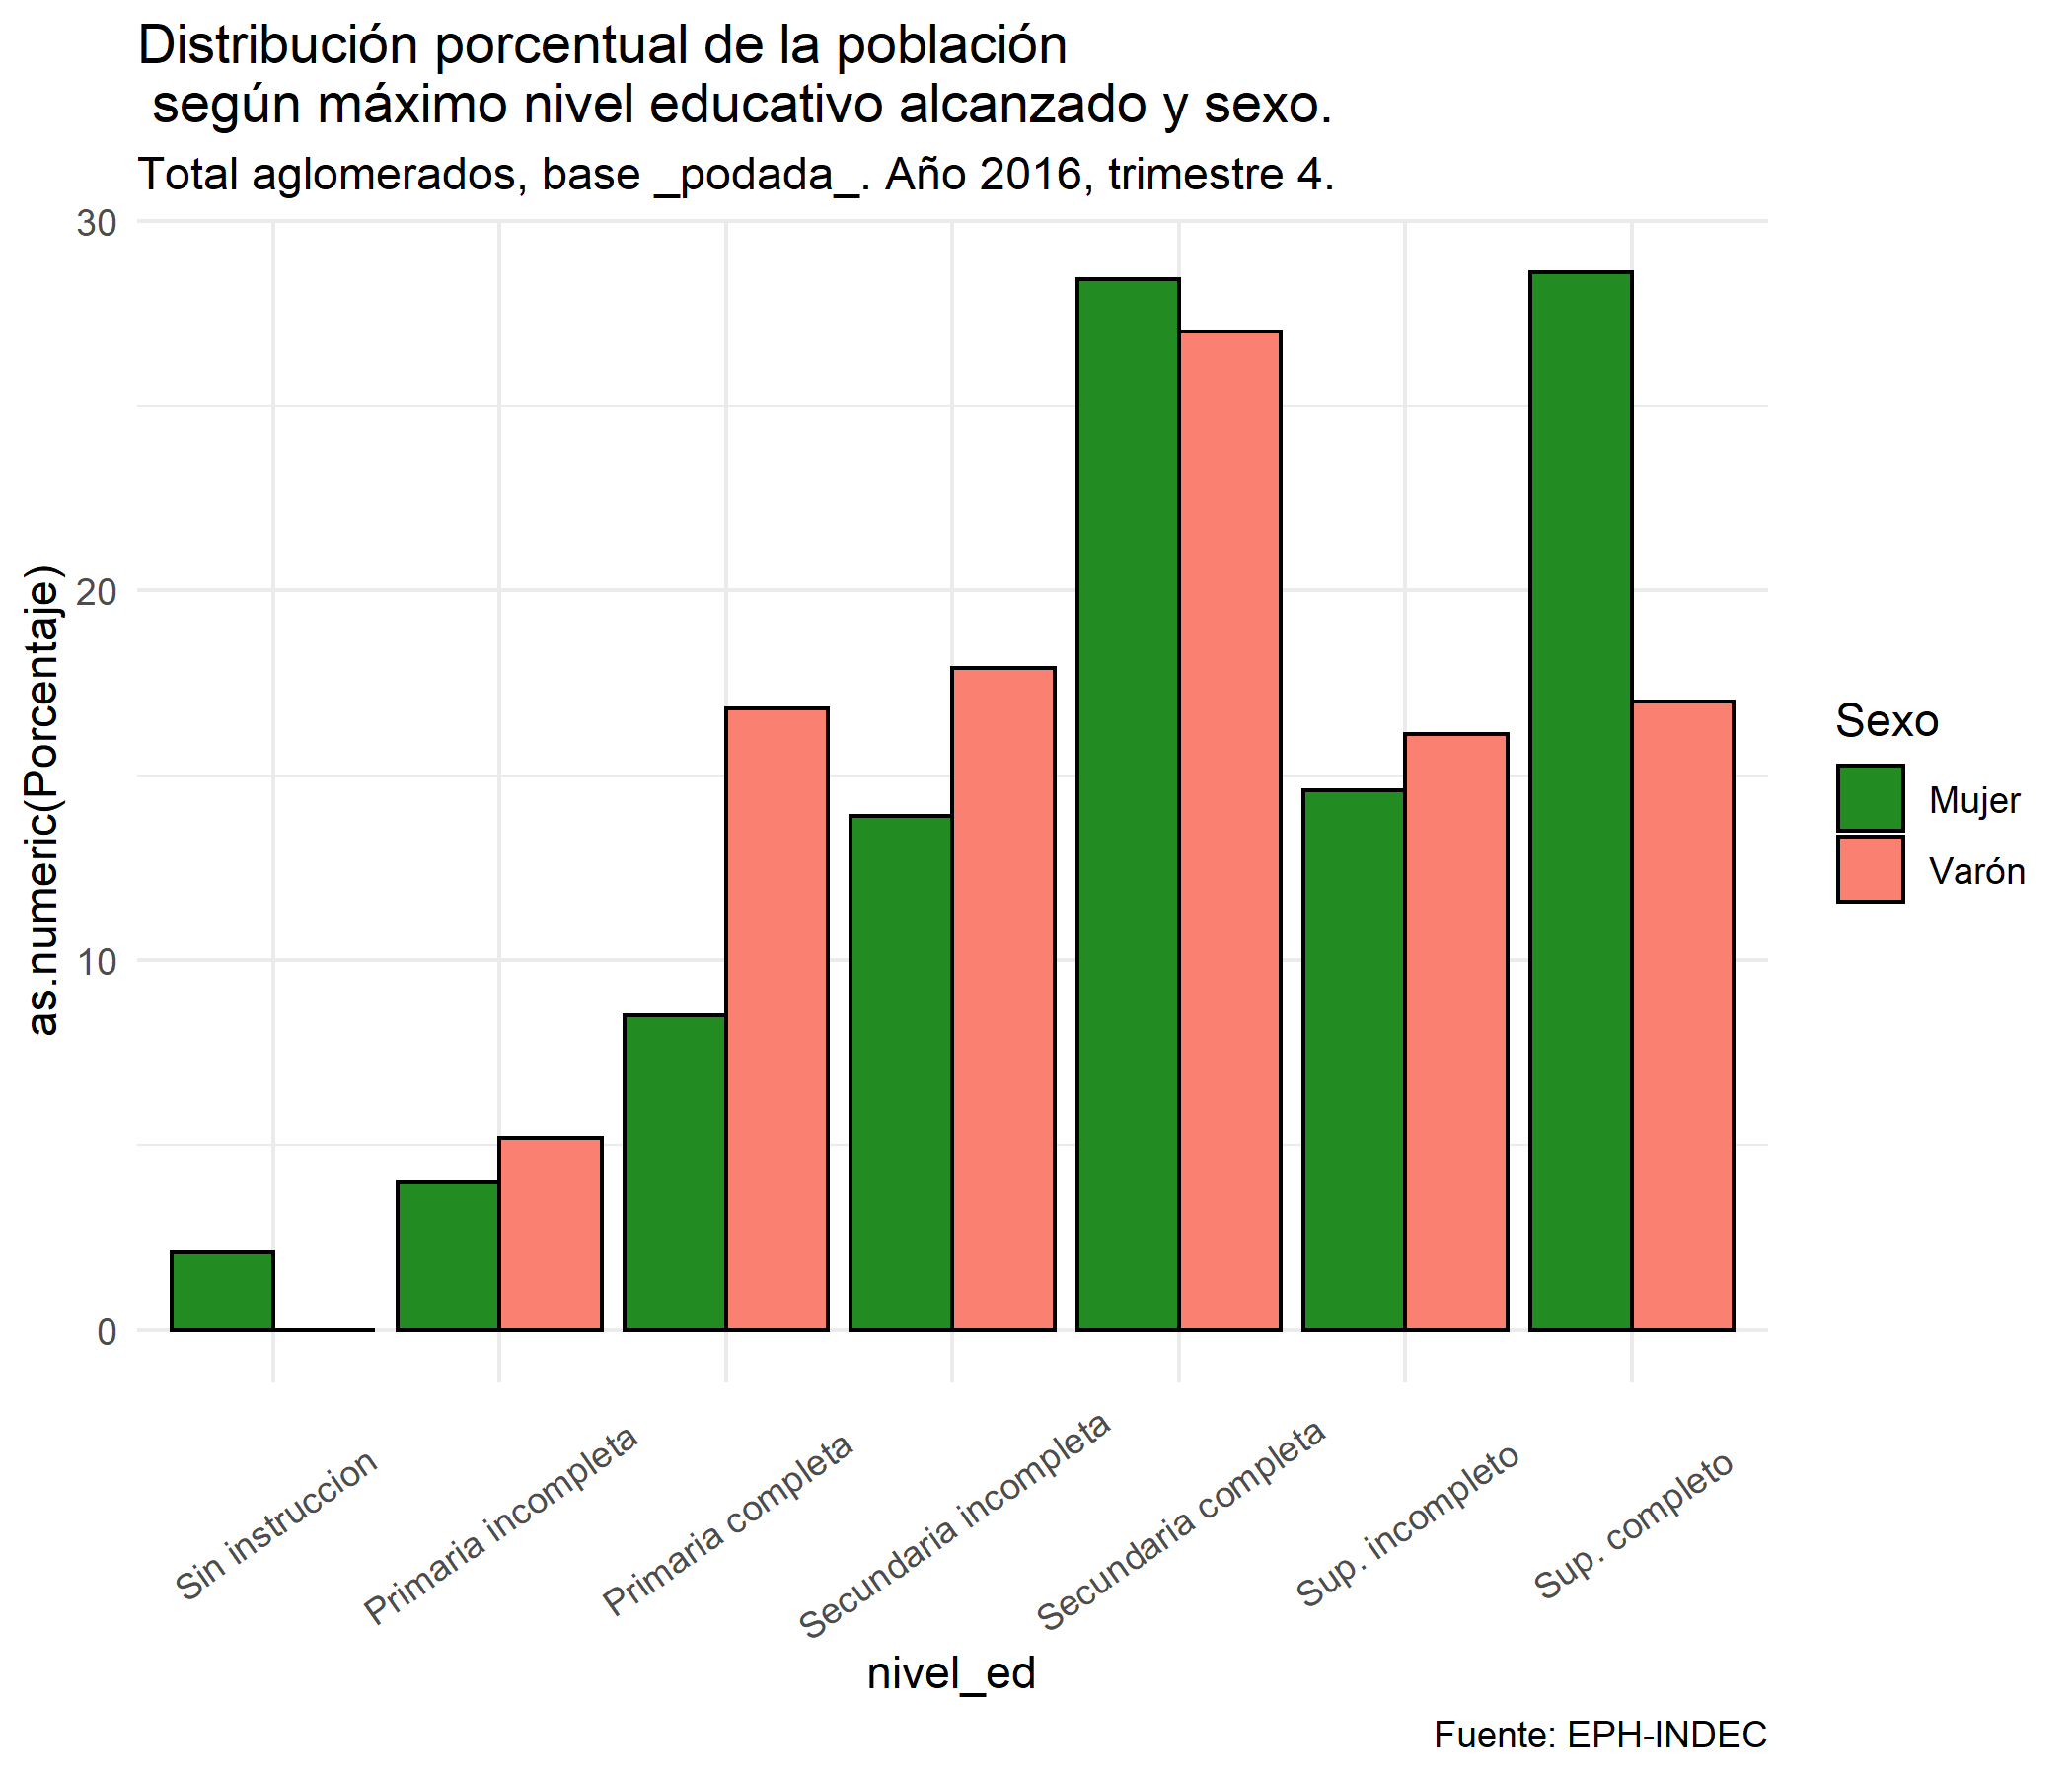 Distribución porcentual de la población
según máximo nivel educativo alcanzado y sexo.
Total aglomerados, base _podada_. Año 2016, trimestre 4.
as.numeric(Porcentaje)
30
20
10
0
Sin instruccion
Primaria incompleta
Primaria completa
Secundaria incompleta
Secundaria completa
Sup. incompleto
Sup. completo
nivel_ed
Sexo
Mujer
Varón
Fuente: EPH-INDEC